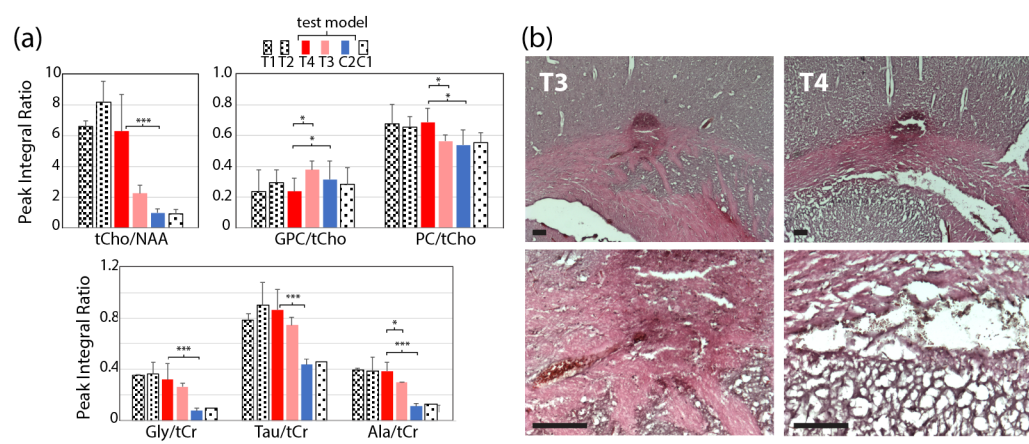 (a)
test model
T1 T2 T4 T3 C2 C1
Peak Integral Ratio
10
8
6
4
2
0
***
tCho/NAA
1.0
0.8
0.6
0.4
0.2
0
*
*
*
*
GPC/tCho PC/tCho
Peak Integral Ratio
1.2
0.8
0.4
0
***
***
*
***
Gly/tCr Tau/tCr Ala/tCr
(b)
T3
T4